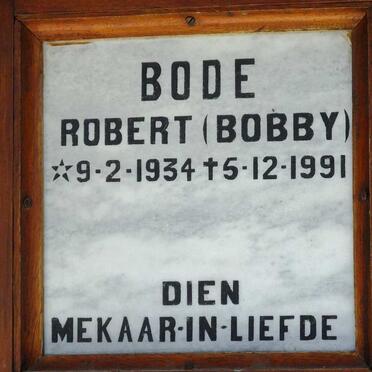 BODE
ROBERT (BOBBY)
☆9-2-1934 ✝5-12-1991
DIEN
MEKAAR-IN-LIEFDE